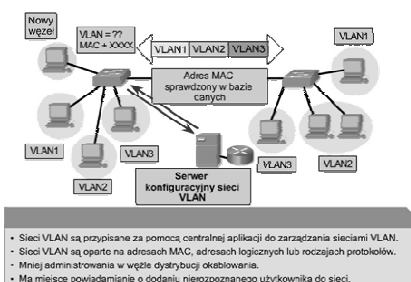 Nowy
węzeł
VLAN = ??
MAC + XXXX
VLAN1 VLAN2 VLAN3
VLAN1
Adres MAC
sprawdzony w bazie
danych
VLAN1
VLAN2
VLAN3
Serwer
konfiguracyjny sieci
VLAN
VLAN3
VLAN2
• Sieci VLAN są przypisane za pomocą centralnej aplikacji do zarządzania sieciami VLAN.
• Sieci VLAN są oparte na adresach MAC, adresach logicznych lub rodzajach protokołów.
• Mniej administrowania w węźle dystrybucji okablowania.
• Ma miejsce powiadamianie o dodaniu nierozpoznanego użytkownika do sieci.